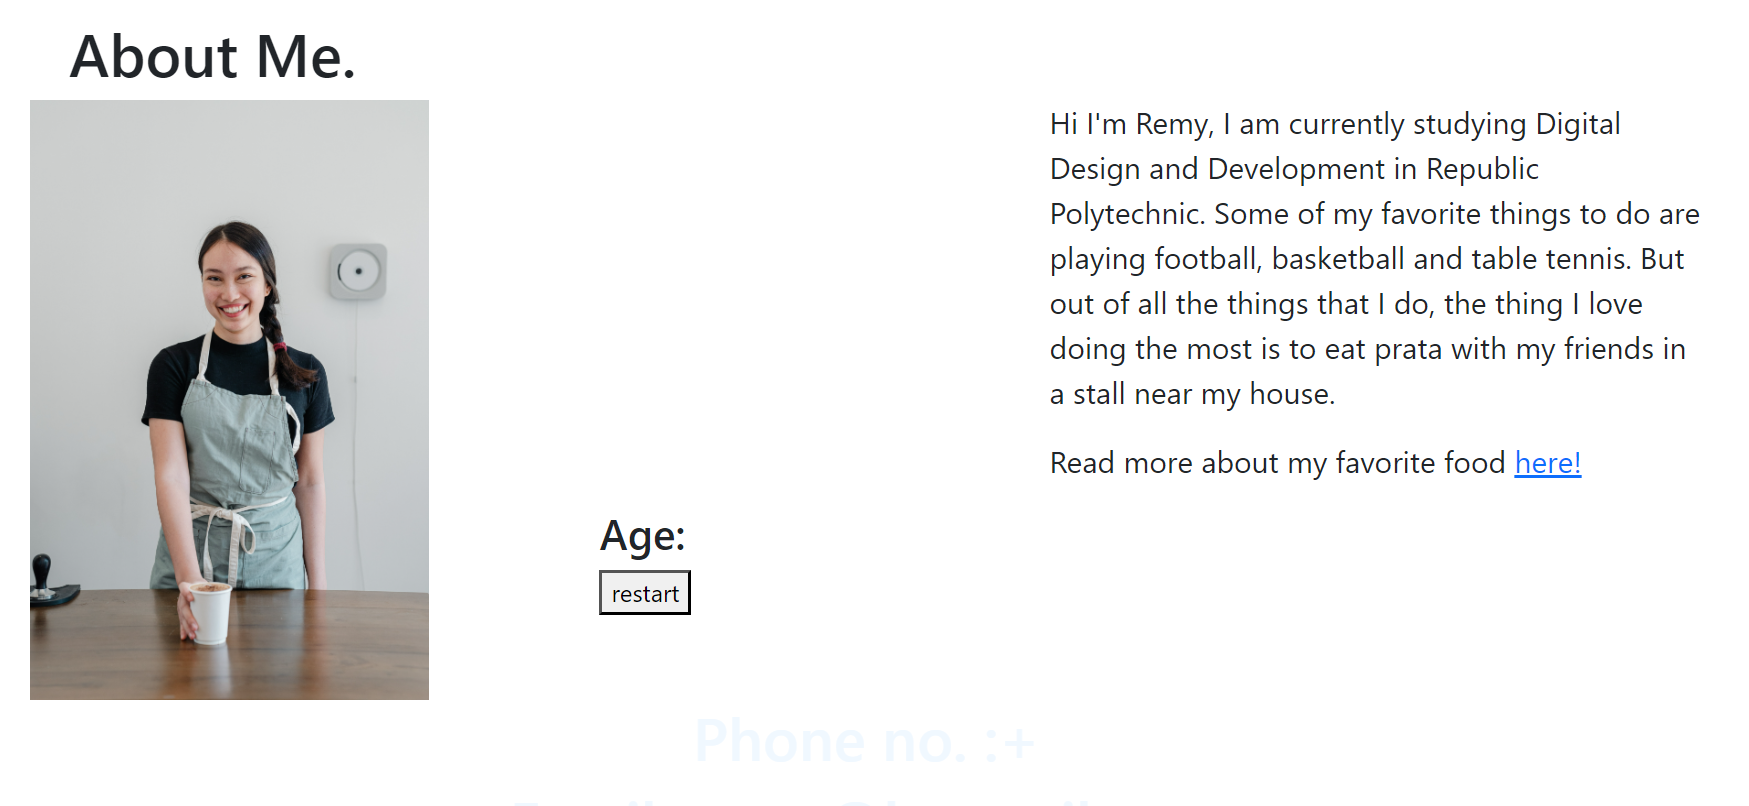 About Me.
Hi I'm Remy, I am currently studying Digital
Design and Development in Republic
Polytechnic. Some of my favorite things to do are
playing football, basketball and table tennis. But
out of all the things that I do, the thing I love
doing the most is to eat prata with my friends in
a stall near my house.
Read more about my favorite food here!
Age:
restart
Phone no. :+